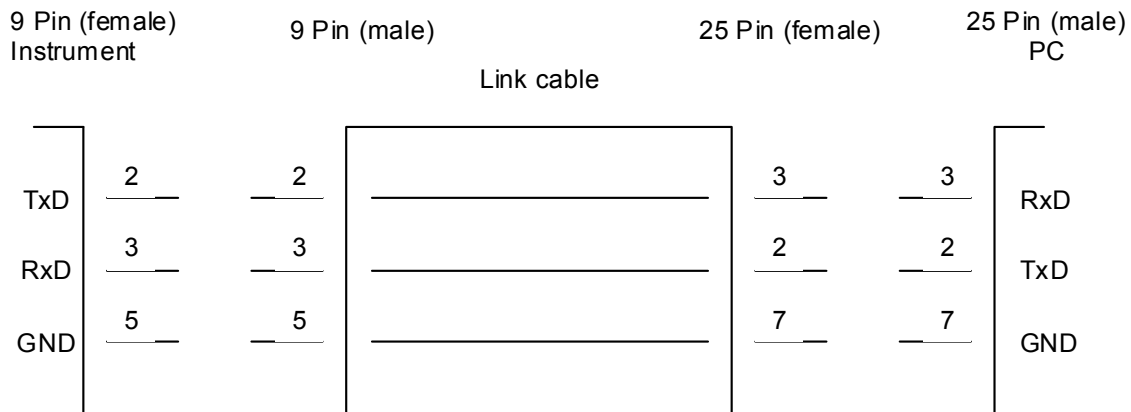 9 Pin (female)
Instrument
9 Pin (male)
25 Pin (female)
25 Pin (male)
PC
Link cable
TxD 2 2 3 3 RxD
RxD 3 3 2 2 TxD
GND 5 5 7 7 GND